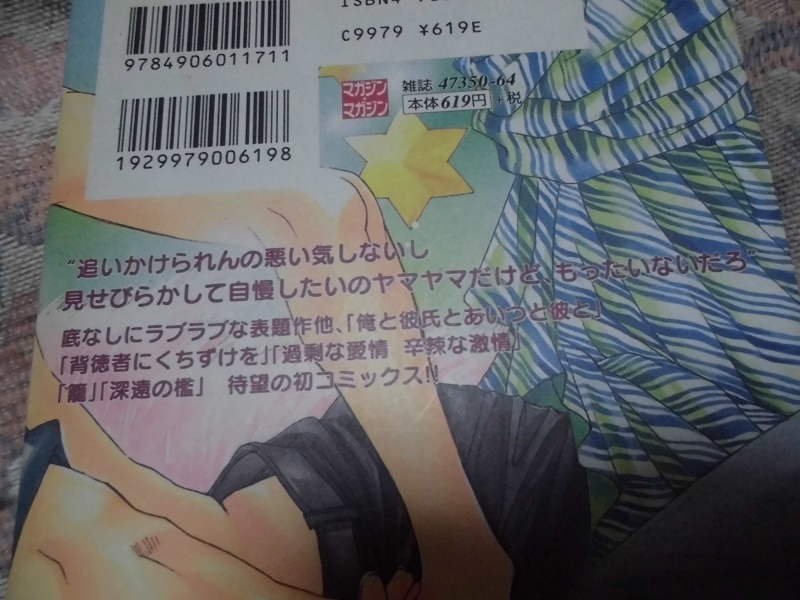 ISBN4
9784906011711
C9979 ¥619E
マガジン
マガジン
雑誌 47350-64
本体619円 +税
1929979006198
“追いかけられんの悪い気しないし
見せびらかして自慢したいのヤマヤマだけど、もったいないだろ”
底なしにラブラブな表題作他、「俺と彼氏とあいつと彼と」
「背徳者にくちずけを」「過剰な愛情 辛辣な激情」
「籠」「深遠の檻」 待望の初コミックス!!